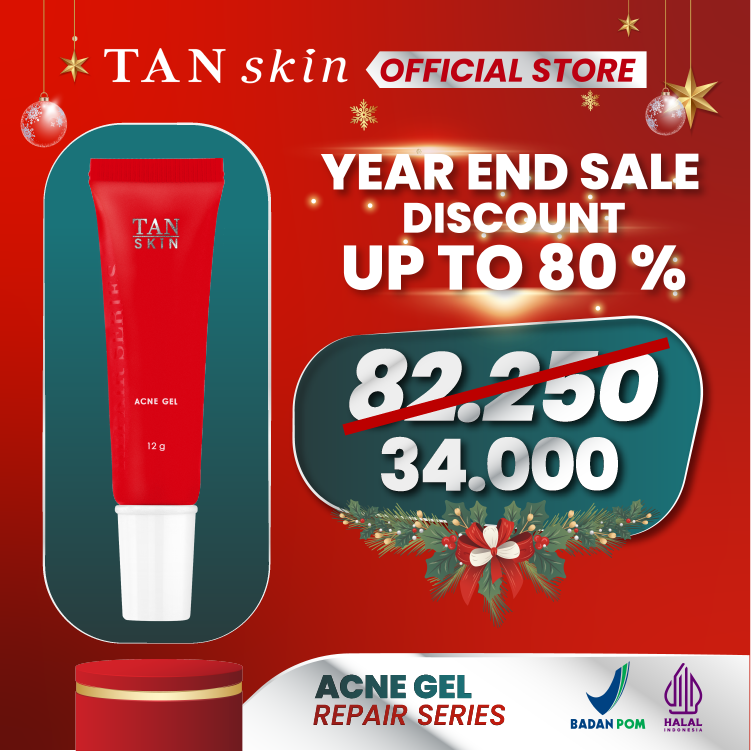 TAN skin OFFICIAL STORE
YEAR END SALE
DISCOUNT
UP TO 80 %
82.250
34.000
TAN
SKIN
ACNE GEL
12 g
ACNE GEL
REPAIR SERIES
BADAN POM
HALAL
INDONESIA